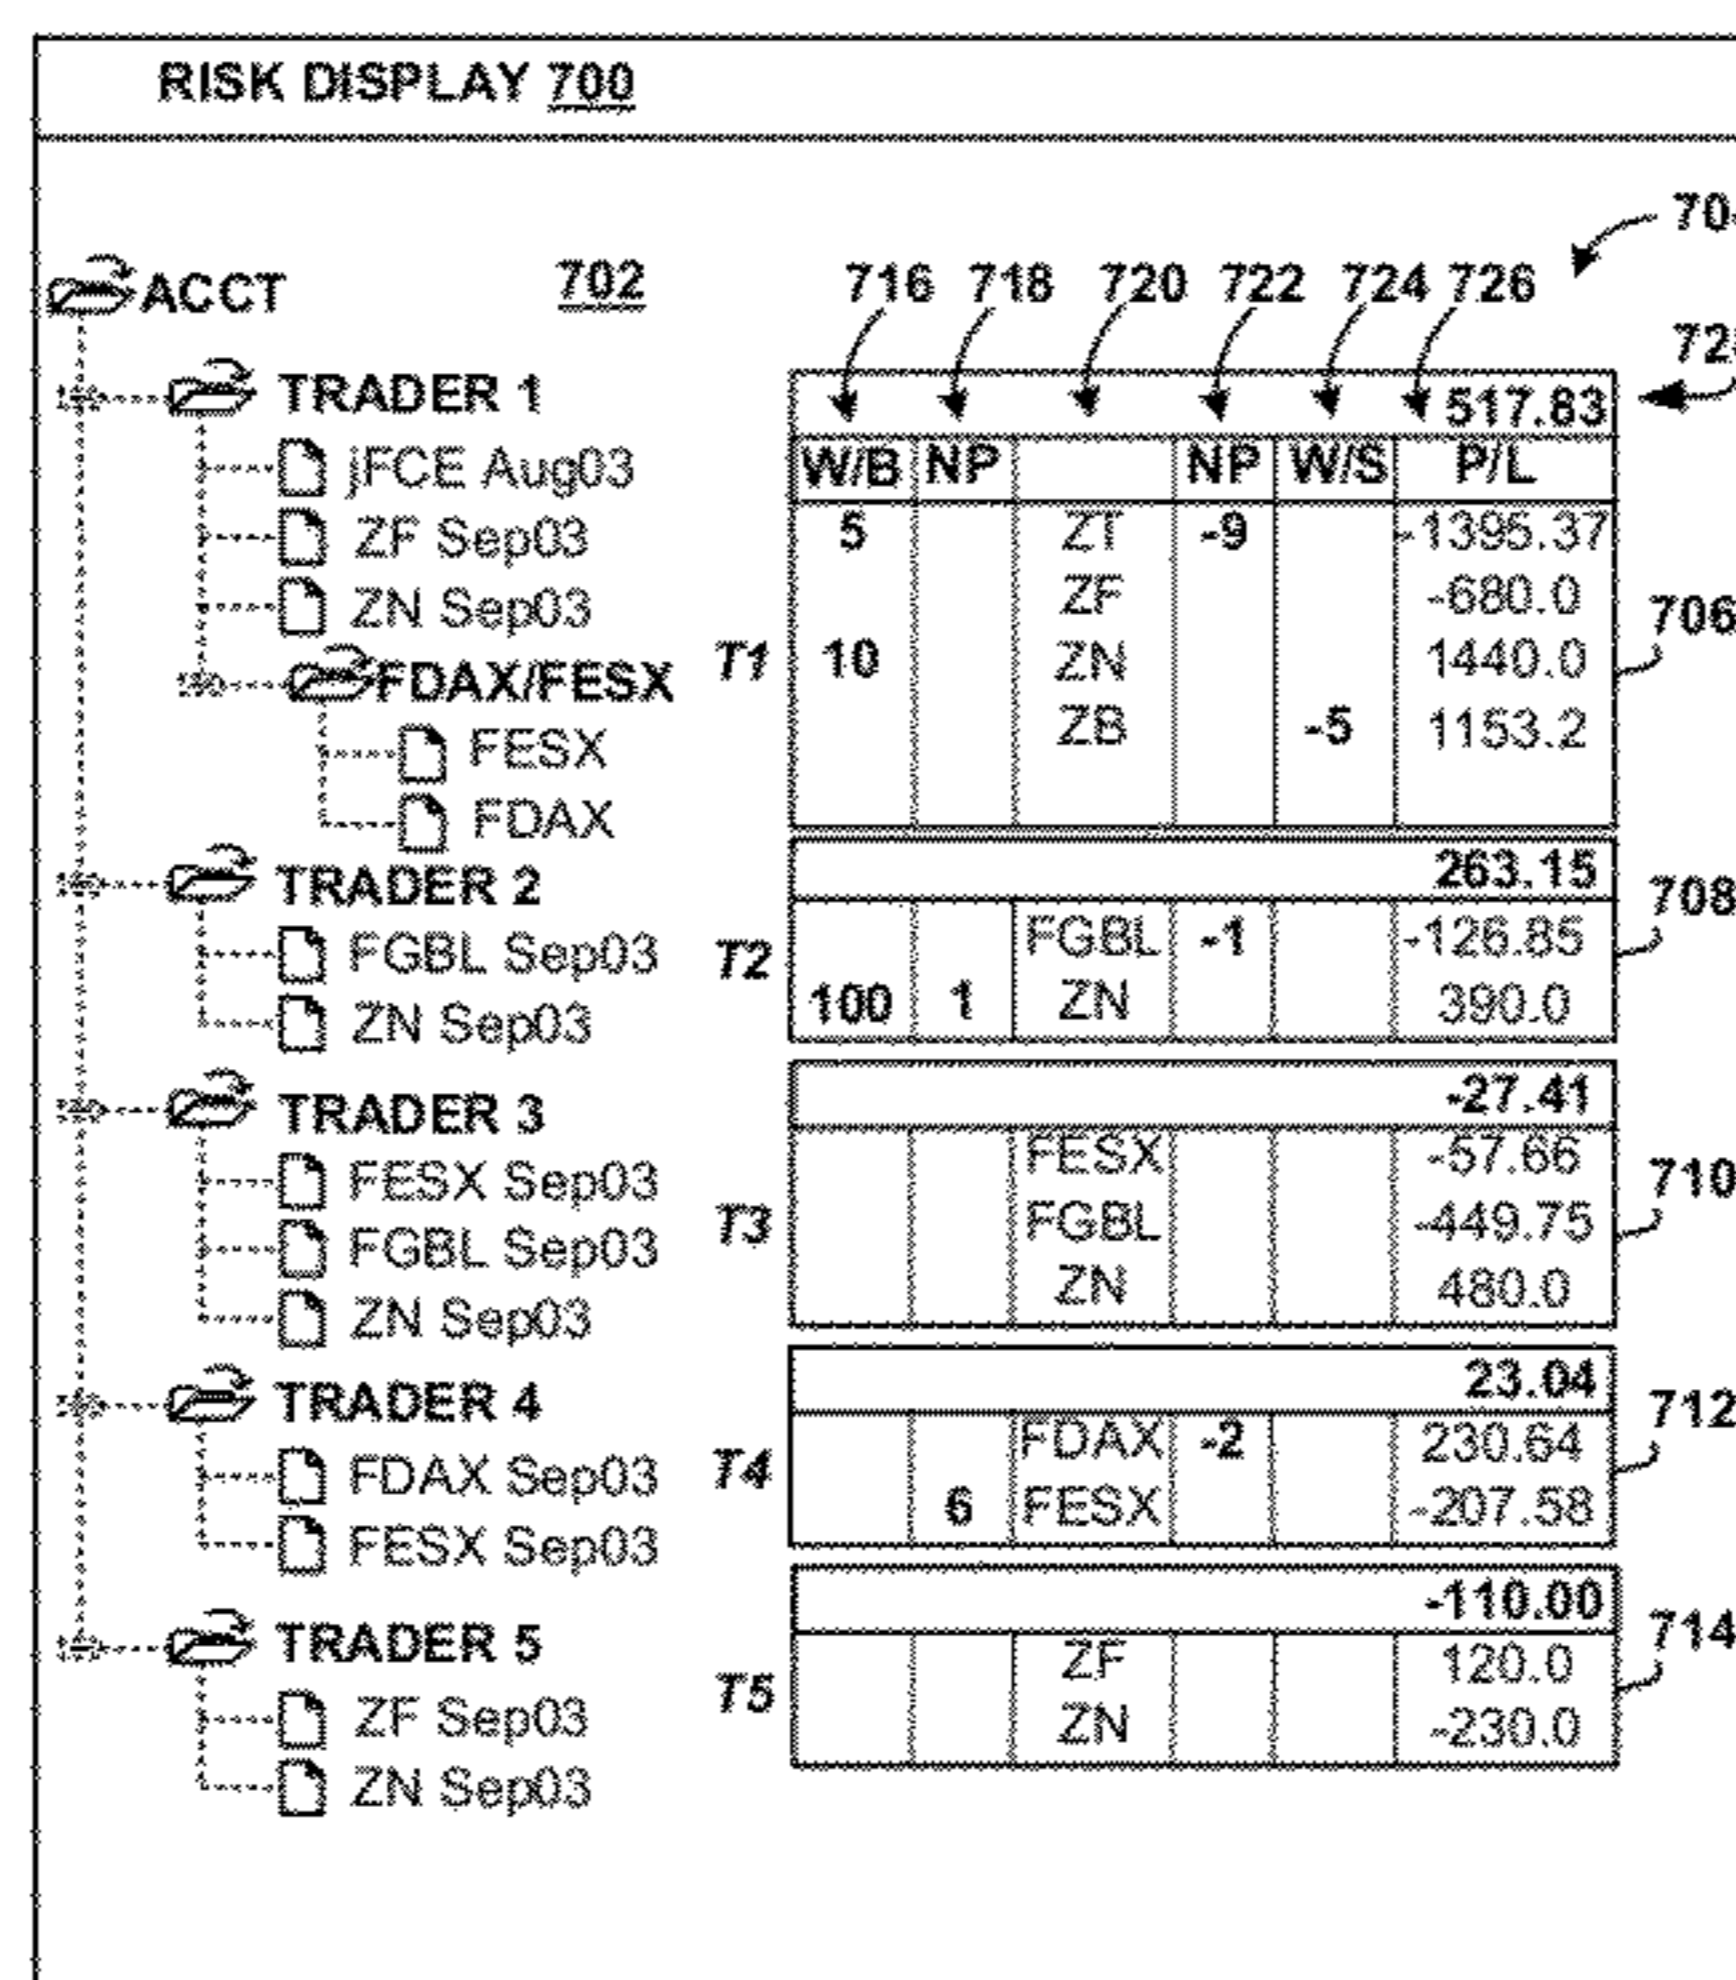 RISK DISPLAY 700
ACCT
702
TRADER 1
jFCE Aug03
ZF Sep03
ZN Sep03
FDAX/FESX
FESX
FDAX
TRADER 2
FGBL Sep03
ZN Sep03
TRADER 3
FESX Sep03
FGBL Sep03
ZN Sep03
TRADER 4
FDAX Sep03
FESX Sep03
TRADER 5
ZF Sep03
ZN Sep03
716 718 720 722 724 726
517.83
W/B NP NP W/S P/L
5 ZT -9 -1395.37
ZF -680.0
706
T1 10 ZN 1440.0
ZB -5 1153.2
263.15
708
T2
FGBL -1 -126.85
100 1 ZN 390.0
-27.41
FESX -57.66
710
T3 FGBL -449.75
ZN 480.0
23.04
712
T4
FDAX -2 230.64
6 FESX -207.58
-110.00
714
T5
ZF 120.0
ZN -230.0